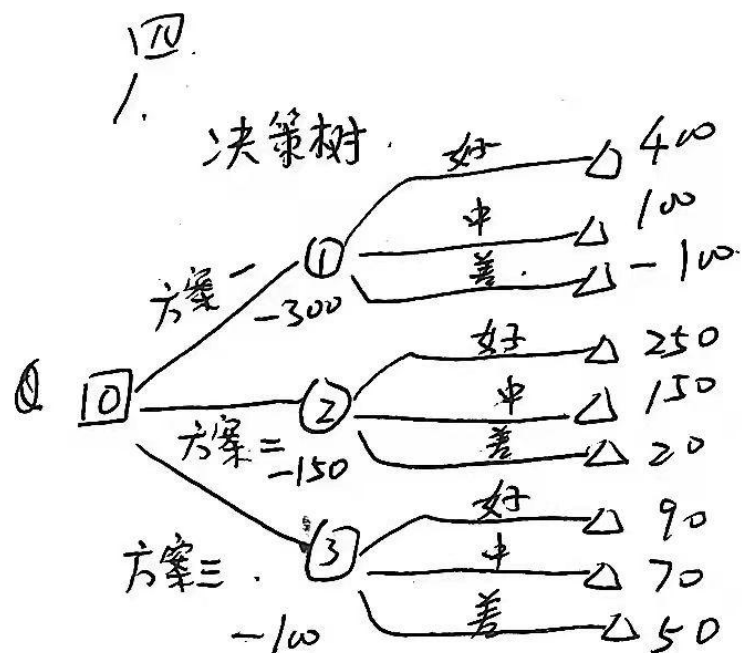 四.
1.
决策树.
好 400
中 100
差. -100
方案一
① -300
好 250
0 ② 中 150
方案二 差 20
-150
好 90
③ 中 70
方案三. 差 50
-100